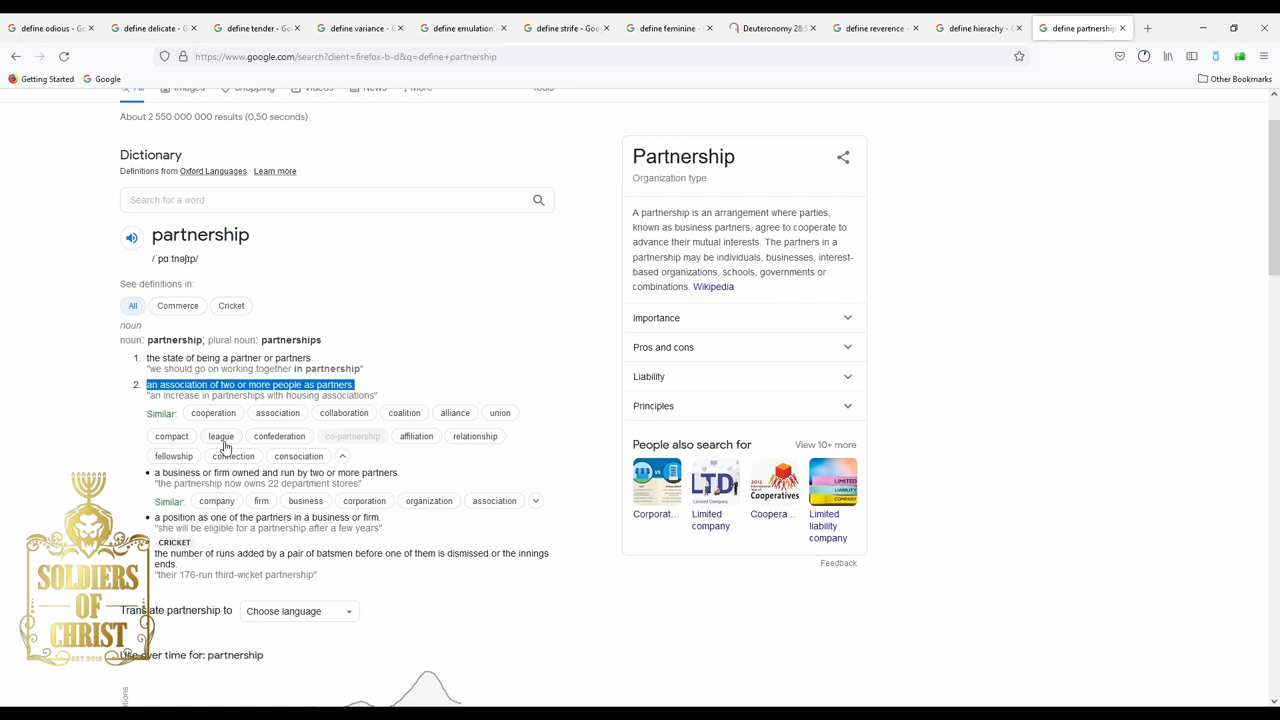 define odious - Go
define delicate - G
define tender - Go
define variance - G
define emulation
define strife - Goo
define feminine - G
Deuteronomy 28:
define reverence -
define hierachy - G
define partnership
https://www.google.com/search?client=firefox-b-d&q=define+partnership
Getting Started
Google
Other Bookmarks
All
Images
Shopping
Videos
News
More
Tools
About 2 550 000 000 results (0,50 seconds)
Dictionary
Definitions from Oxford Languages · Learn more
Search for a word
partnership
/ˈpɑːtnəʃɪp/
See definitions in:
All
Commerce
Cricket
noun
noun: partnership; plural noun: partnerships
1. the state of being a partner or partners.
"we should go on working together in partnership"
2. an association of two or more people as partners.
"an increase in partnerships with housing associations"
Similar:
cooperation
association
collaboration
coalition
alliance
union
compact
league
confederation
co-partnership
affiliation
relationship
fellowship
connection
consociation
• a business or firm owned and run by two or more partners.
"the partnership now owns 22 department stores"
Similar:
company
firm
business
corporation
organization
association
• a position as one of the partners in a business or firm.
"she will be eligible for a partnership after a few years"
CRICKET
the number of runs added by a pair of batsmen before one of them is dismissed or the innings
ends.
"their 176-run third-wicket partnership"
Translate partnership to
Choose language
Use over time for: partnership
Partnership
Organization type
A partnership is an arrangement where parties,
known as business partners, agree to cooperate to
advance their mutual interests. The partners in a
partnership may be individuals, businesses, interest-
based organizations, schools, governments or
combinations. Wikipedia
Importance
Pros and cons
Liability
Principles
People also search for
View 10+ more
Corporat...
Limited
company
Coopera...
Limited
liability
company
Feedback
SOLDIERS
OF
CHRIST
EST 2015